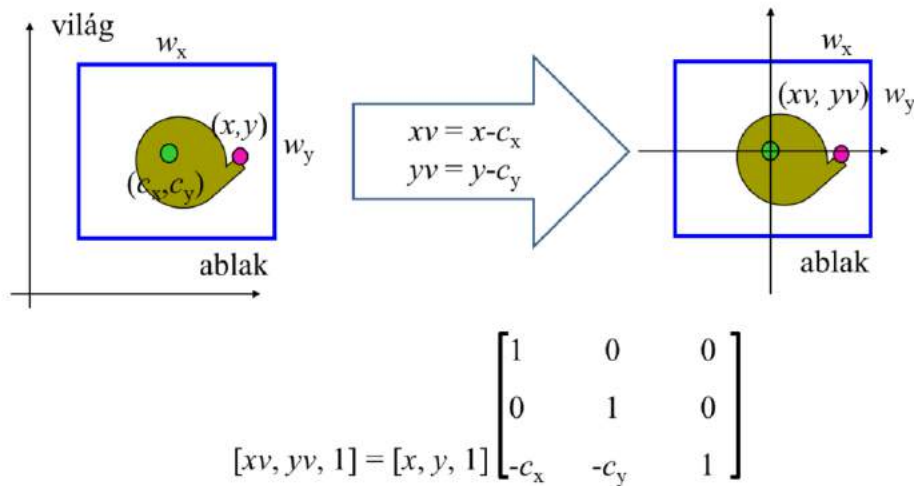 világ
w_x
(x,y)
w_y
(c_x,c_y)
ablak
xv = x-c_x
yv = y-c_y
w_x
(xv, yv) w_y
ablak
1 0 0
0 1 0
[xv, yv, 1] = [x, y, 1] -c_x -c_y 1